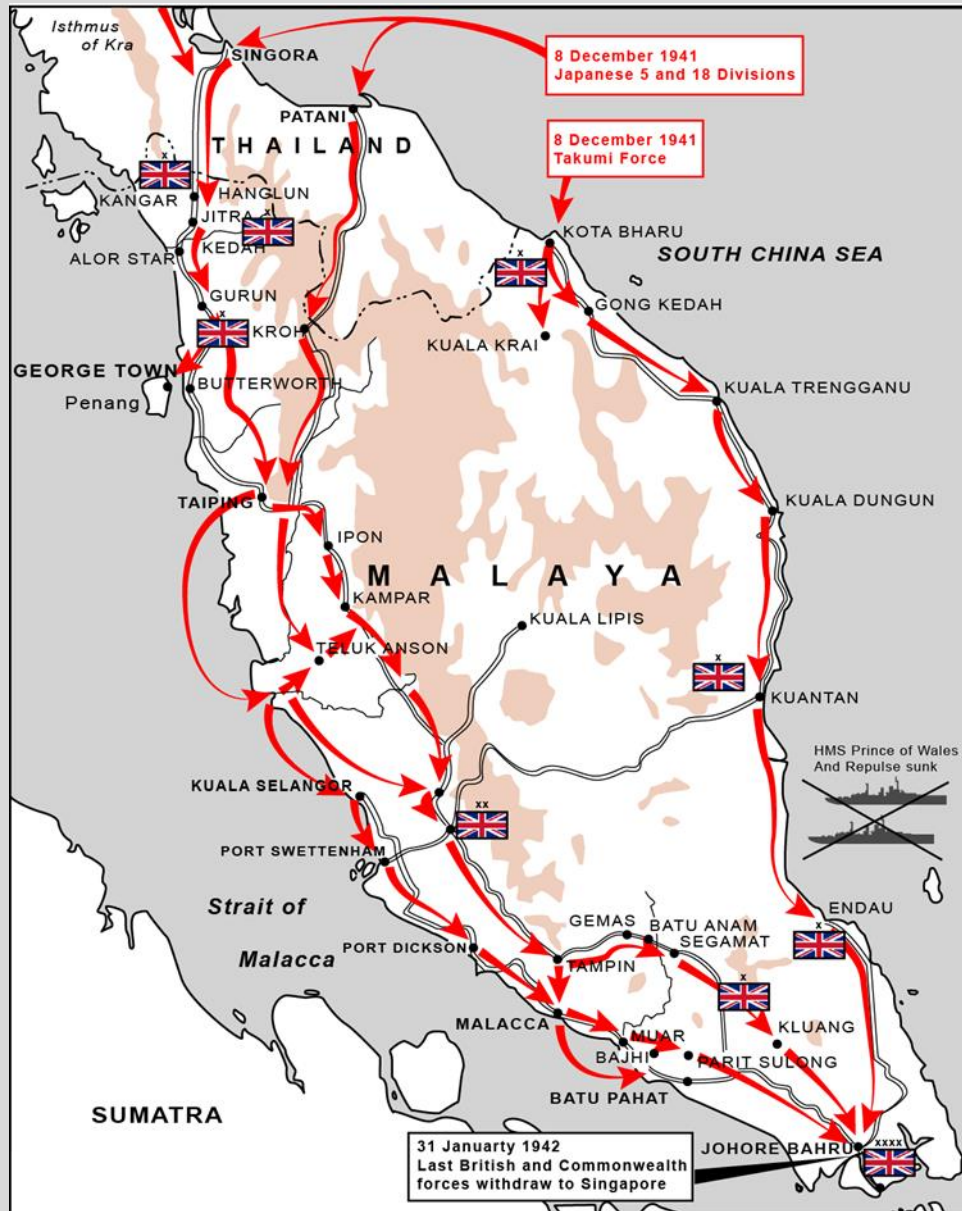 Isthmus
of Kra
SINGORA
8 December 1941
Japanese 5 and 18 Divisions
PATANI
8 December 1941
Takumi Force
THAILAND
x
KANGAR
HANGLUN
JITRA
x
KEDAH
ALOR STAR
KOTA BHARU
SOUTH CHINA SEA
x
GURUN
x
KROH
GONG KEDAH
KUALA KRAI
GEORGE TOWN
Penang
BUTTERWORTH
KUALA TRENGGANU
TAIPING
KUALA DUNGUN
IPON
MALAYA
KAMPAR
KUALA LIPIS
TELUK ANSON
x
KUANTAN
HMS Prince of Wales
And Repulse sunk
KUALA SELANGOR
xx
PORT SWETTENHAM
Strait of
Malacca
ENDAU
x
GEMAS
BATU ANAM
SEGAMAT
PORT DICKSON
TAMPIN
x
MALACCA
MUAR
KLUANG
BAJHI
PARIT SULONG
BATU PAHAT
SUMATRA
31 Januarty 1942
Last British and Commonwealth
forces withdraw to Singapore
JOHORE BAHRU
xxxx